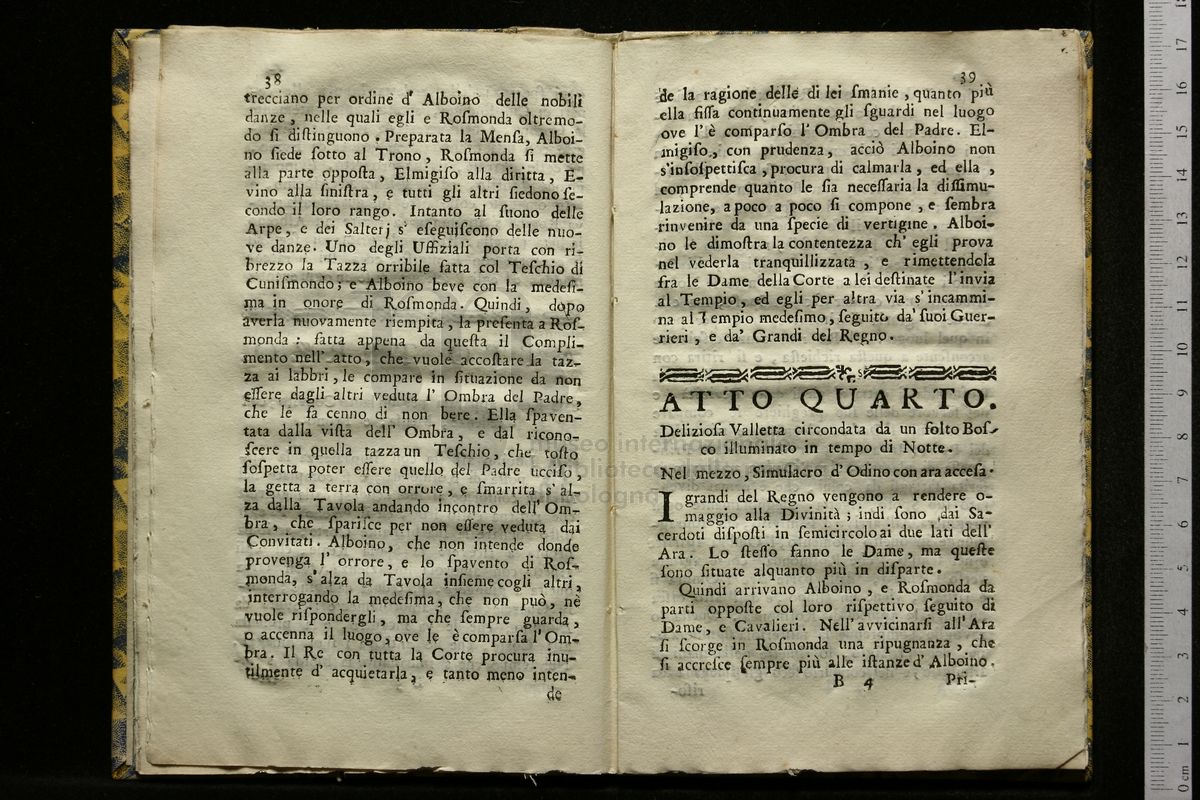 38
trecciano per ordine d' Alboino delle nobili
danze, nelle quali egli e Roſmonda oltremo-
do ſi diſtinguono. Preparata la Menſa, Alboi-
no ſiede ſotto al Trono, Roſmonda ſi mette
alla parte oppoſta, Elmigiſo alla diritta, E-
vino alla ſiniſtra, e tutti gli altri ſiedono ſe-
condo il loro rango. Intanto al ſuono delle
Arpe, e dei Salterj s' eſeguiſcono delle nuo-
ve danze. Uno degli Uffiziali porta con ri-
brezzo la Tazza orribile fatta col Teſchio di
Cuniſmondo; e Alboino beve con la medeſi-
ma in onore di Roſmonda. Quindi, dopo
averla nuovamente riempita, la preſenta a Roſ-
monda: fatta appena da queſta il Compli-
mento nell' atto, che vuole accoſtare la taz-
za ai labbri, le compare in ſituazione da non
eſſere dagli altri veduta l' Ombra del Padre,
che le fa cenno di non bere. Ella ſpaven-
tata dalla viſta dell' Ombra, e dal ricono-
ſcere in quella tazza un Teſchio, che toſto
ſoſpetta poter eſſere quello del Padre ucciſo,
la getta a terra con orrore, e ſmarrita s' al-
za dalla Tavola andando incontro dell' Om-
bra, che ſpariſce per non eſſere veduta dai
Convitati. Alboino, che non intende donde
provenga l' orrore, e lo ſpavento di Roſ-
monda, s'alza da Tavola inſieme cogli altri,
interrogando la medeſima, che non può, nè
vuole riſpondergli, ma che ſempre guarda,
o accenna il luogo, ove le è comparſa l'Om-
bra. Il Re con tutta la Corte procura inu-
tilmente d' acquietarla, e tanto meno inten-
de
39
de la ragione delle di lei ſmanie, quanto più
ella fiſſa continuamente gli ſguardi nel luogo
ove l'è comparſo l' Ombra del Padre. El-
migiſo, con prudenza, acciò Alboino non
s'inſoſpettiſca, procura di calmarla, ed ella,
comprende quanto le ſia neceſſaria la diſſimu-
lazione, a poco a poco ſi compone, e ſembra
rinvenire da una ſpecie di vertigine. Alboi-
no le dimoſtra la contentezza ch' egli prova
nel vederla tranquillizzata, e rimettendola
fra le Dame della Corte a lei deſtinate l'invia
al Tempio, ed egli per altra via s'incammi-
na al Tempio medeſimo, ſeguito da' ſuoi Guer-
rieri, e da' Grandi del Regno.
ATTO QUARTO.
Delizioſa Valletta circondata da un folto Boſ-
co illuminato in tempo di Notte.
Nel mezzo, Simulacro d' Odino con ara acceſa.
I grandi del Regno vengono a rendere o-
maggio alla Divinità; indi ſono dai Sa-
cerdoti diſpoſti in ſemicircolo ai due lati dell'
Ara. Lo ſteſſo fanno le Dame, ma queſte
ſono ſituate alquanto più in diſparte.
Quindi arrivano Alboino, e Roſmonda da
parti oppoſte col loro riſpettivo ſeguito di
Dame, e Cavalieri. Nell' avvicinarſi all' Ara
ſi ſcorge in Roſmonda una ripugnanza, che
ſi accreſce ſempre più alle iſtanze d' Alboino.
B 4 Pri-